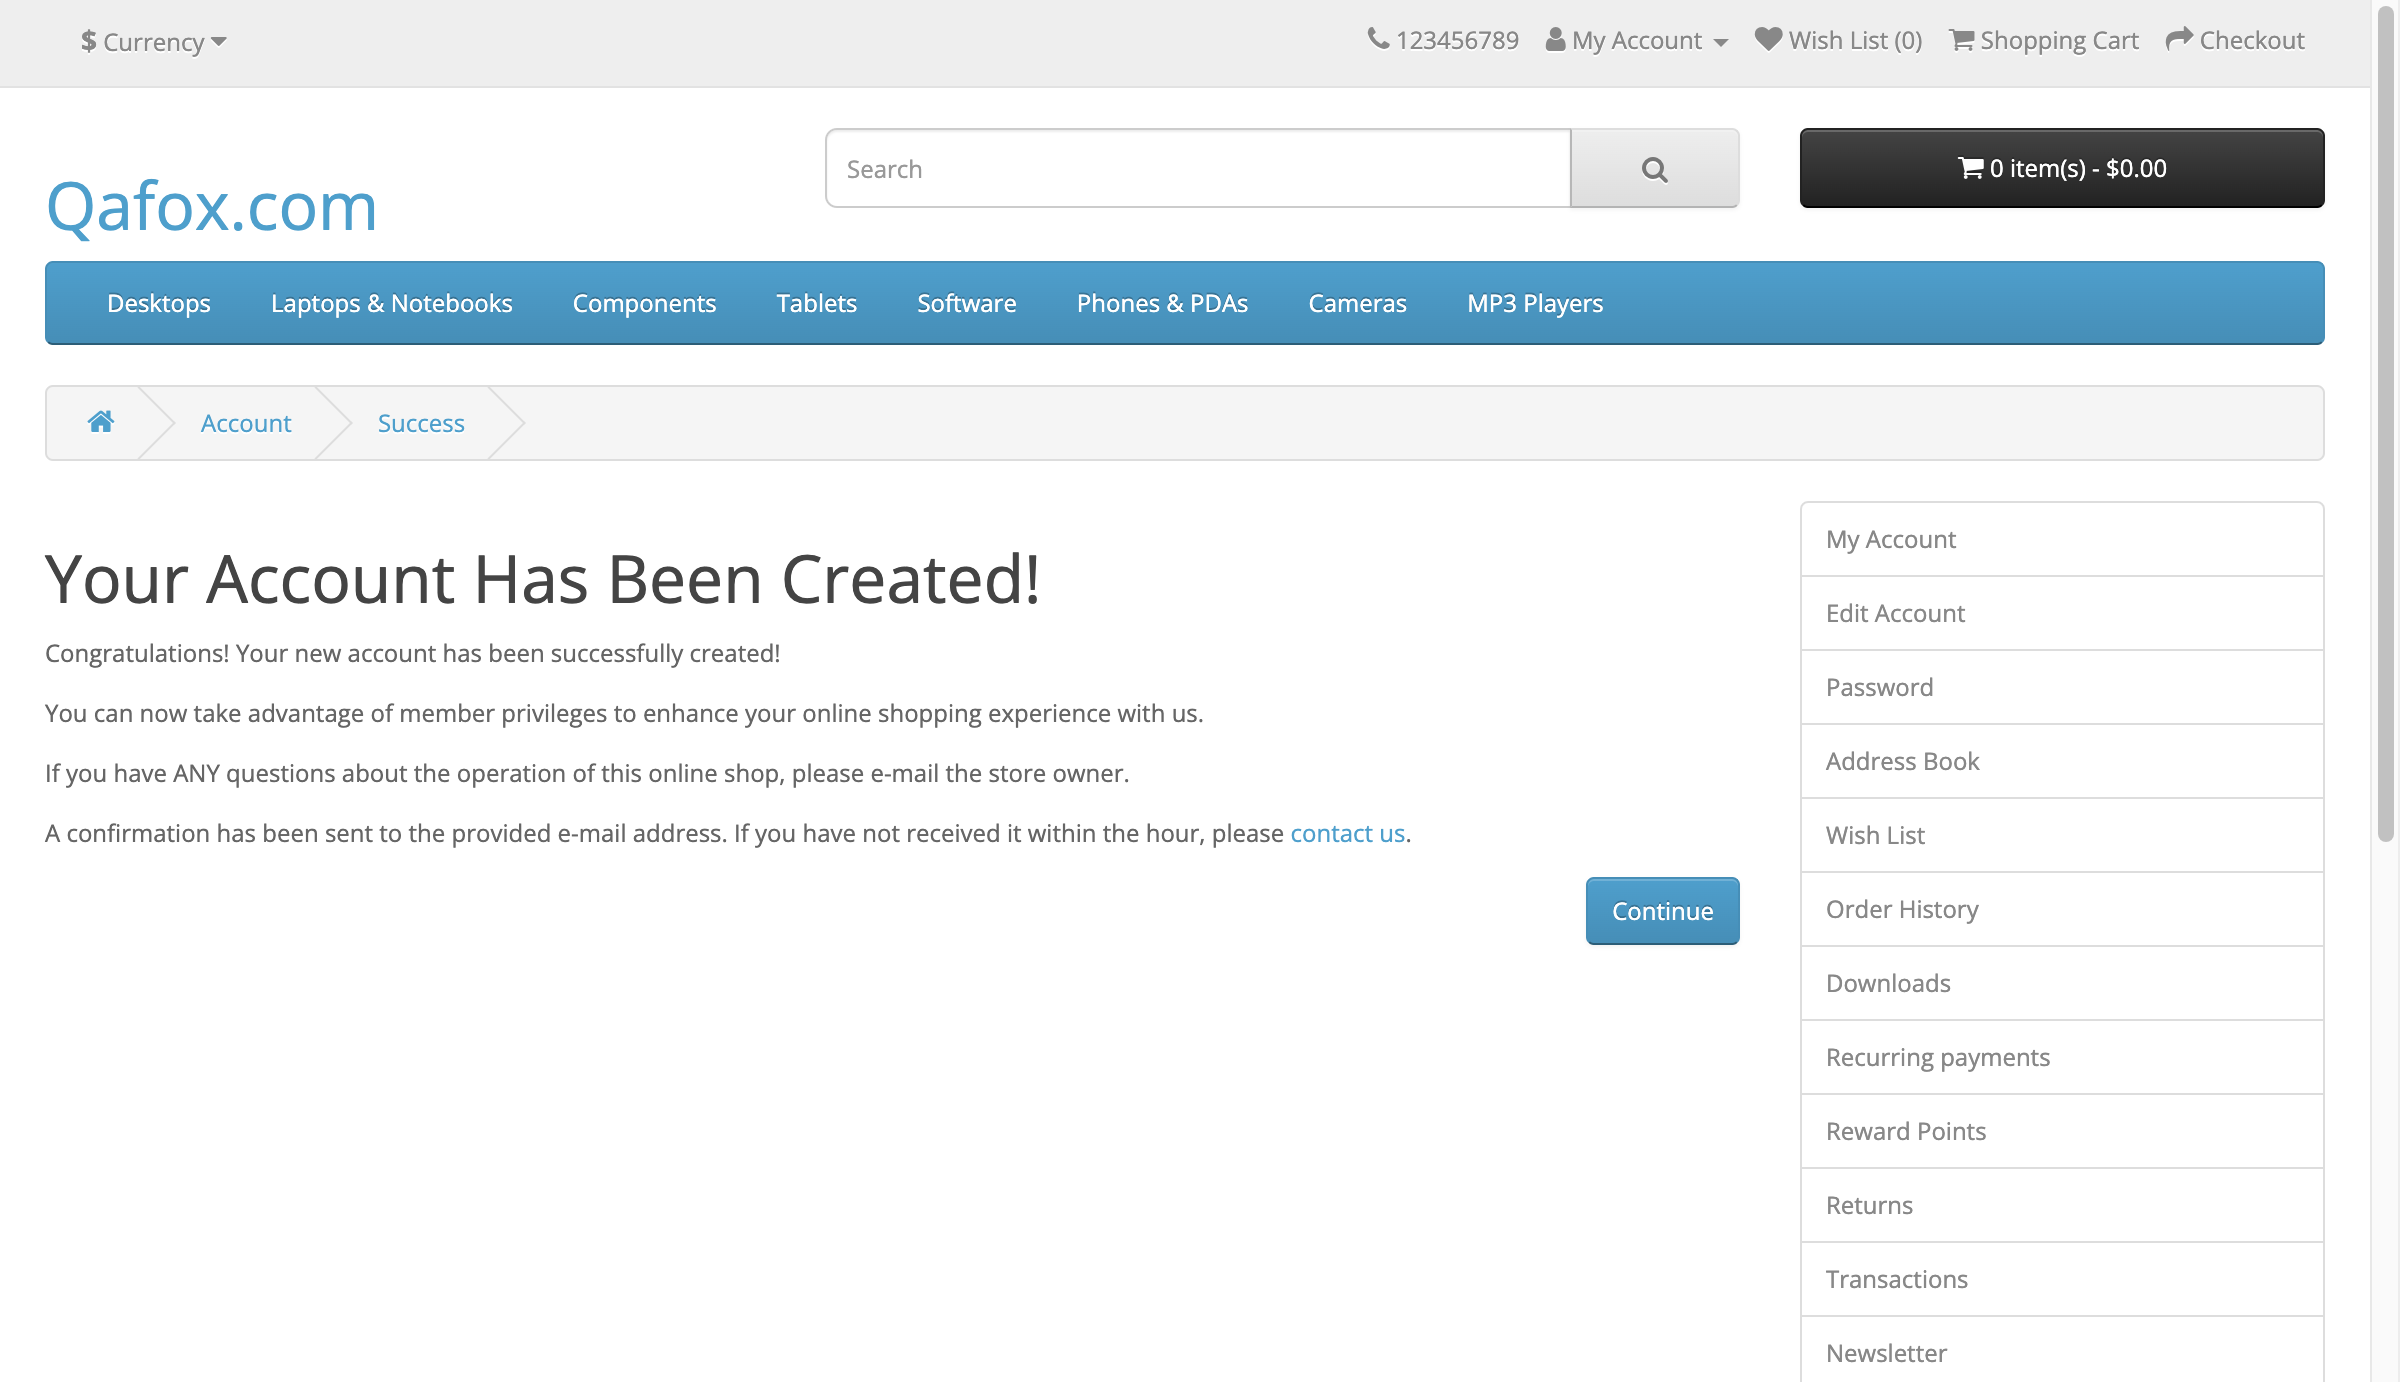 $ Currency
123456789 My Account Wish List (0) Shopping Cart Checkout
Qafox.com
Search
0 item(s) - $0.00
Desktops Laptops & Notebooks Components Tablets Software Phones & PDAs Cameras MP3 Players
Account Success
Your Account Has Been Created!
Congratulations! Your new account has been successfully created!
You can now take advantage of member privileges to enhance your online shopping experience with us.
If you have ANY questions about the operation of this online shop, please e-mail the store owner.
A confirmation has been sent to the provided e-mail address. If you have not received it within the hour, please contact us.
Continue
My Account
Edit Account
Password
Address Book
Wish List
Order History
Downloads
Recurring payments
Reward Points
Returns
Transactions
Newsletter